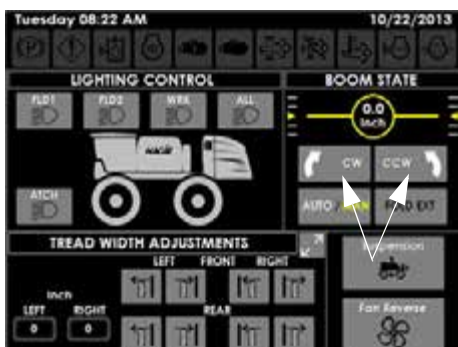 Tuesday 08:22 AM 10/22/2013
LIGHTING CONTROL
BOOM STATE
FLD1 FLD2 WRK ALL
0.0
Inch
CW CCW
ATCH
AUTO
TREAD WIDTH ADJUSTMENTS
LEFT FRONT RIGHT
Suspension
Inch
LEFT RIGHT
REAR
0 0
Fan Reverse